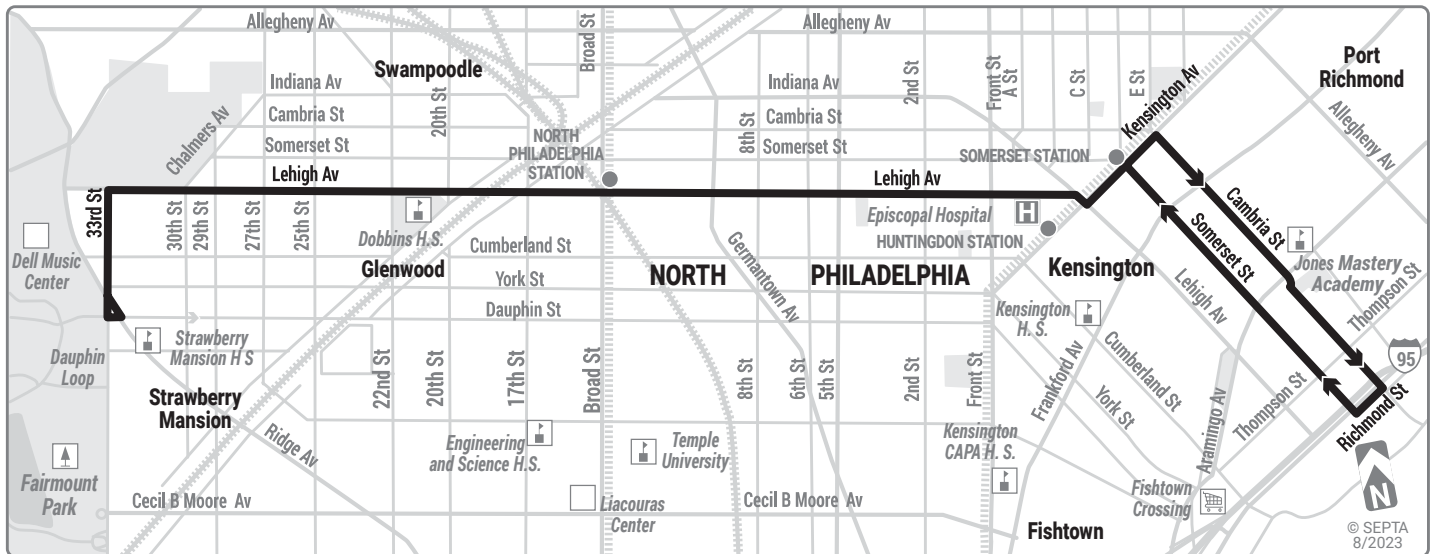 Allegheny Av
Broad St
Allegheny Av
Port
Richmond
Swampoodle
Indiana Av
Indiana Av
2nd St
Front St
A St
C St
E St
Kensington Av
Chalmers Av
Cambria St
20th St
Cambria St
8th St
Allegheny Av
Somerset St
NORTH
PHILADELPHIA
STATION
Somerset St
SOMERSET STATION
Lehigh Av
Lehigh Av
33rd St
30th St
29th St
27th St
25th St
Episcopal Hospital
H
Cambria St
Somerset St
Dobbins H.S.
Cumberland St
Germantown Av
HUNTINGDON STATION
Dell Music
Center
Glenwood
York St
NORTH
PHILADELPHIA
Kensington
Lehigh Av
Jones Mastery
Academy
Thompson St
Dauphin St
Kensington
H. S.
Strawberry
Mansion H S
Dauphin
Loop
22nd St
20th St
17th St
Broad St
8th St
6th St
5th St
2nd St
Front St
Frankford Av
Cumberland St
York St
Thompson St
95
Richmond St
Strawberry
Mansion
Ridge Av
Engineering
and Science H.S.
Temple
University
Kensington
CAPA H. S.
Aramingo Av
Fairmount
Park
Cecil B Moore Av
Liacouras
Center
Cecil B Moore Av
Fishtown
Crossing
N
Fishtown
© SEPTA
8/2023